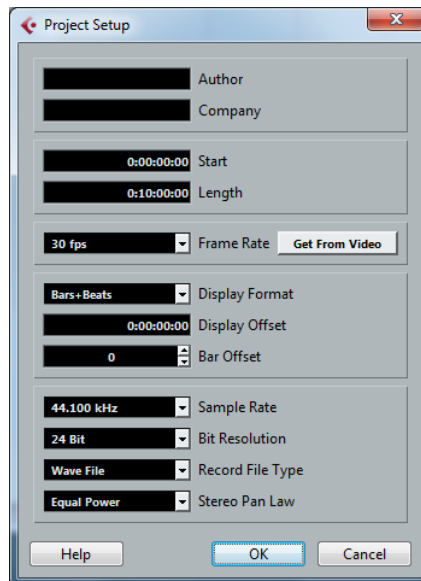 Project Setup
Author
Company
0:00:00:00 Start
0:10:00:00 Length
30 fps Frame Rate Get From Video
Bars+Beats Display Format
0:00:00:00 Display Offset
0 Bar Offset
44.100 kHz Sample Rate
24 Bit Bit Resolution
Wave File Record File Type
Equal Power Stereo Pan Law
Help OK Cancel